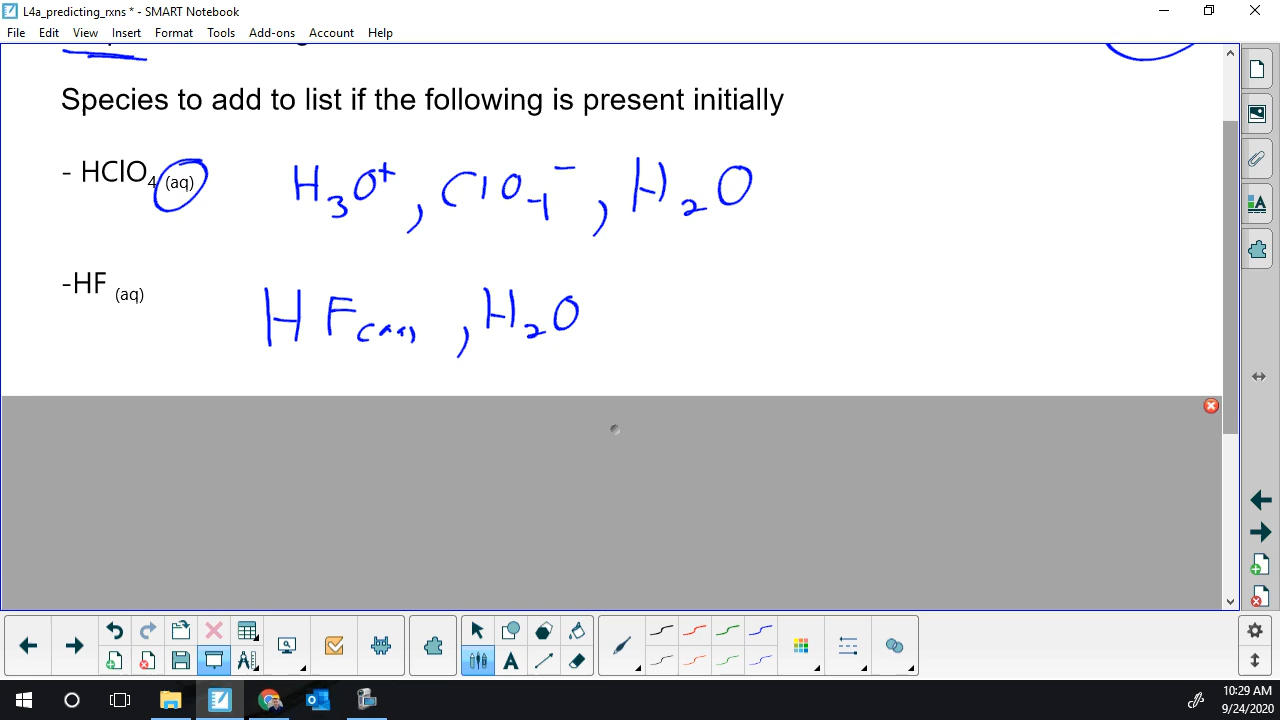 L4a_predicting_rxns * - SMART Notebook
File Edit View Insert Format Tools Add-ons Account Help
Species to add to list if the following is present initially
- HClO4 (aq) H3O+, ClO4-, H2O
-HF (aq) HF(aq), H2O
10:29 AM
9/24/2020